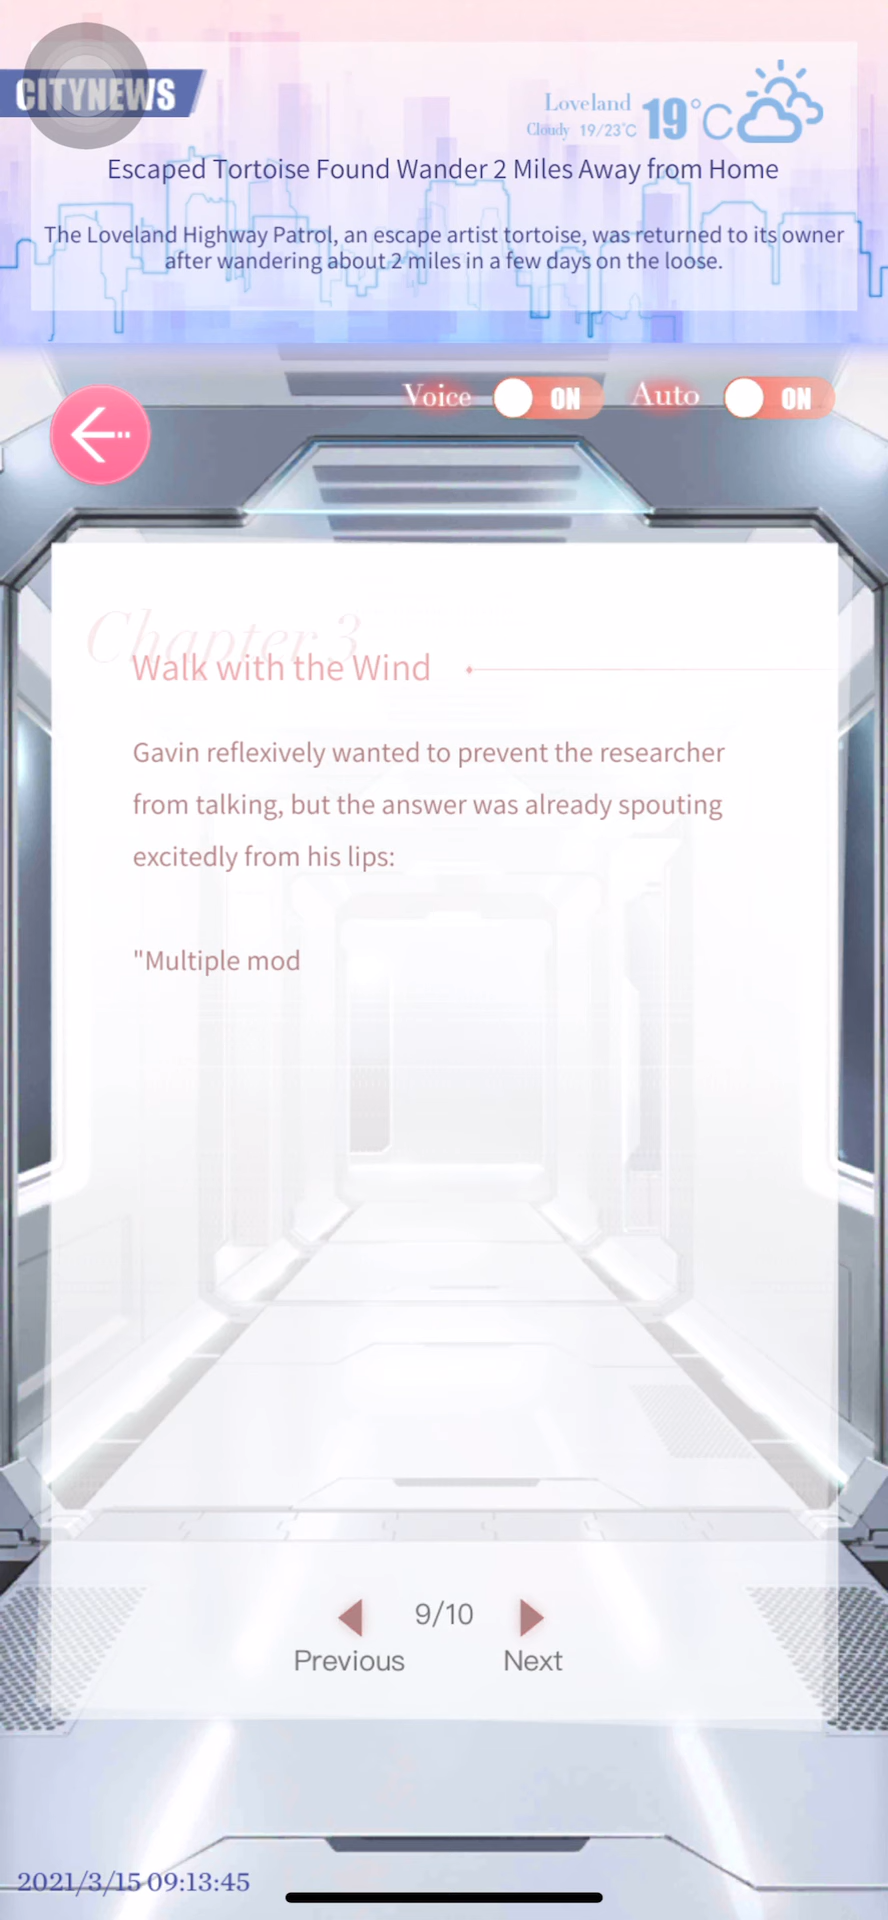 CITYNEWS
Loveland
Cloudy 19/23°C
19°C
Escaped Tortoise Found Wander 2 Miles Away from Home
The Loveland Highway Patrol, an escape artist tortoise, was returned to its owner
after wandering about 2 miles in a few days on the loose.
Voice ON Auto ON
Chapter 3
Walk with the Wind
Gavin reflexively wanted to prevent the researcher
from talking, but the answer was already spouting
excitedly from his lips:
"Multiple mod
9/10
Previous Next
2021/3/15 09:13:45